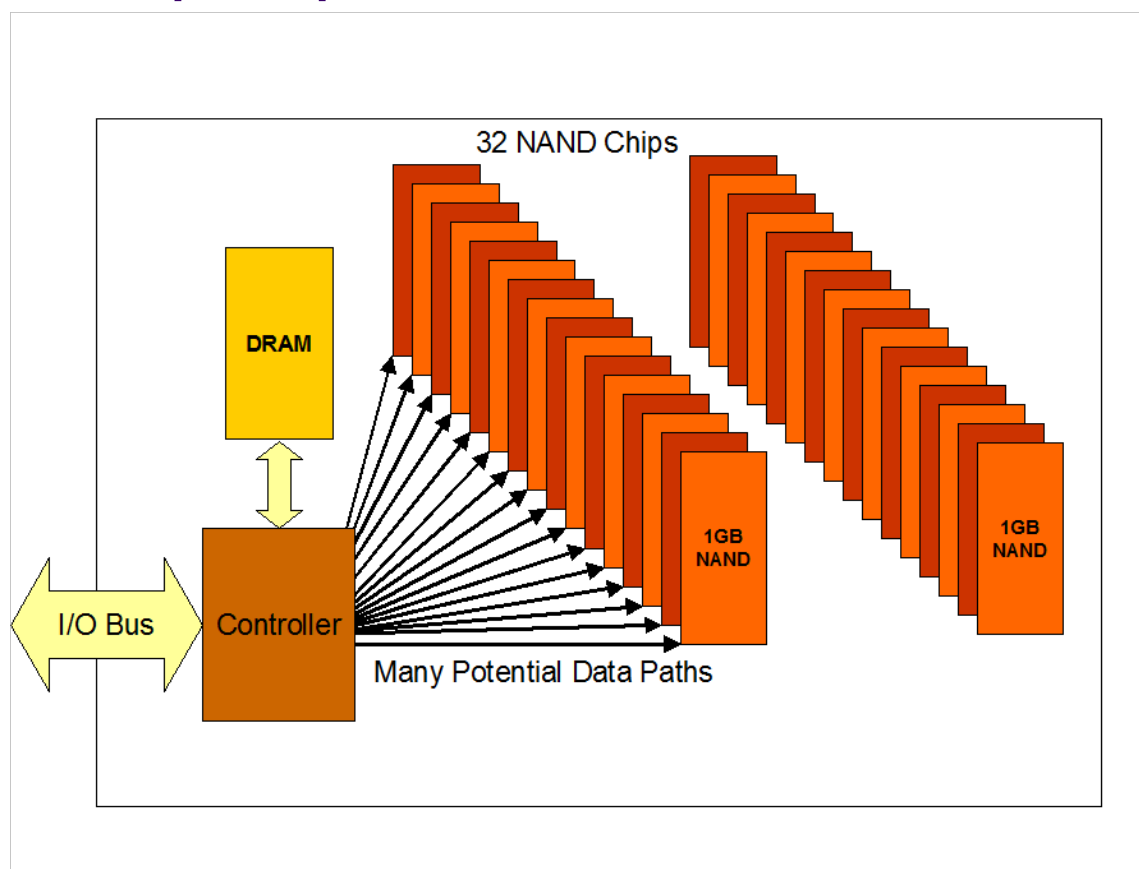 32 NAND Chips
DRAM
1GB
NAND
1GB
NAND
I/O Bus
Controller
Many Potential Data Paths